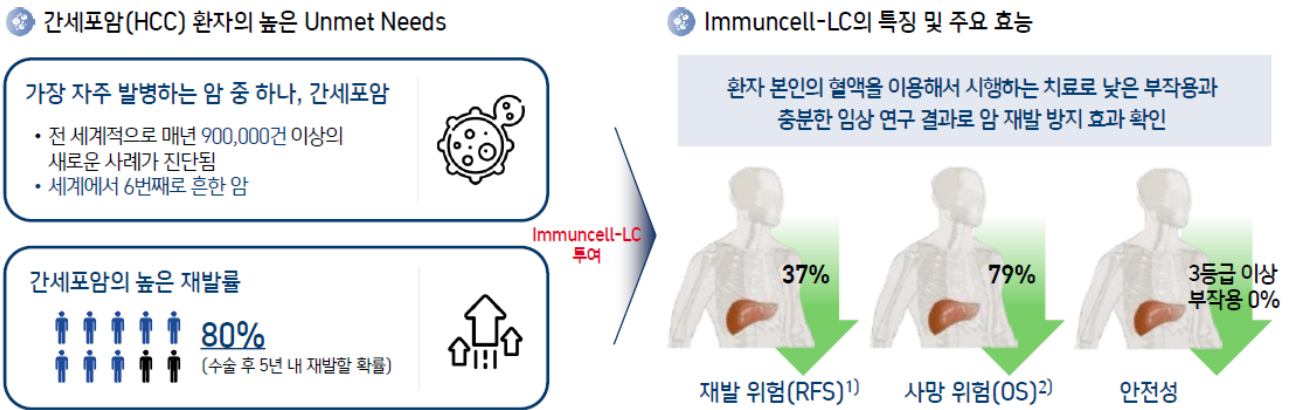 간세포암(HCC) 환자의 높은 Unmet Needs
가장 자주 발병하는 암 중 하나, 간세포암
• 전 세계적으로 매년 900,000건 이상의
새로운 사례가 진단됨
• 세계에서 6번째로 흔한 암
간세포암의 높은 재발률
80%
(수술 후 5년 내 재발할 확률)
Immuncell-LC
투여
Immuncell-LC의 특징 및 주요 효능
환자 본인의 혈액을 이용해서 시행하는 치료로 낮은 부작용과
충분한 임상 연구 결과로 암 재발 방지 효과 확인
37%
재발 위험(RFS)1)
79%
사망 위험(OS)2)
3등급 이상
부작용 0%
안전성